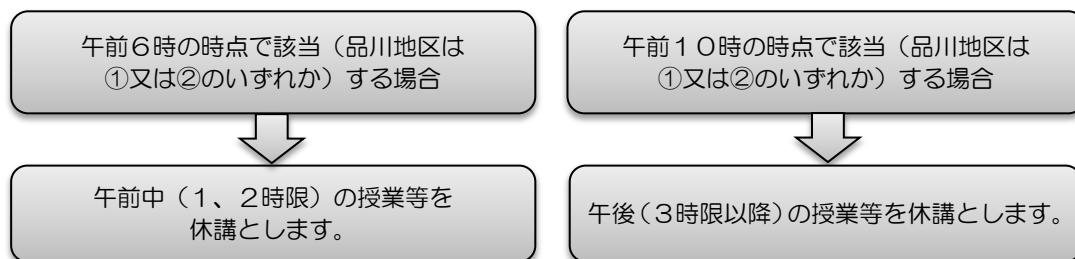 午前６時の時点で該当（品川地区は
①又は②のいずれか）する場合
午前中（１、２時限）の授業等を
休講とします。
午前１０時の時点で該当（品川地区は
①又は②のいずれか）する場合
午後（３時限以降）の授業等を休講とします。